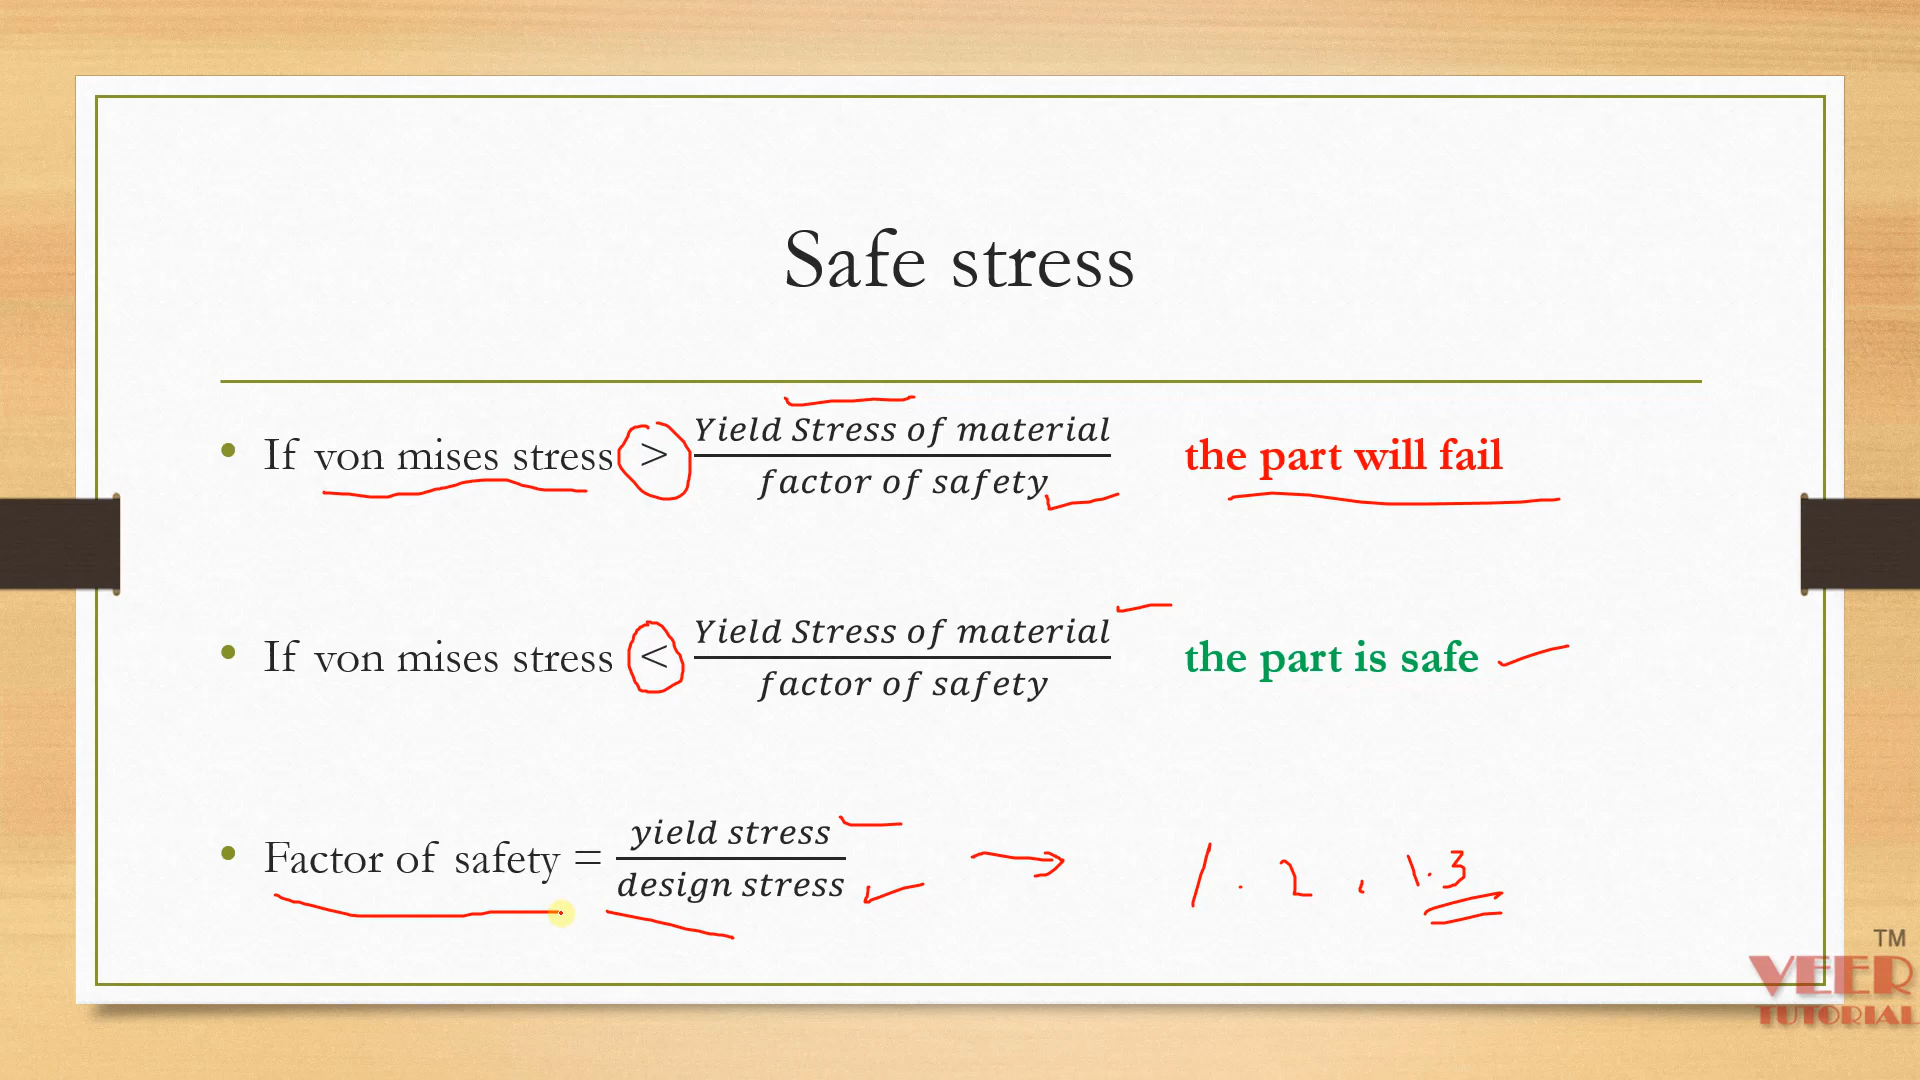 Safe stress
• If von mises stress > Yield Stress of material / factor of safety the part will fail
• If von mises stress < Yield Stress of material / factor of safety the part is safe
• Factor of safety = yield stress / design stress → 1.2, 1.3
TM
VEER
TUTORIAL